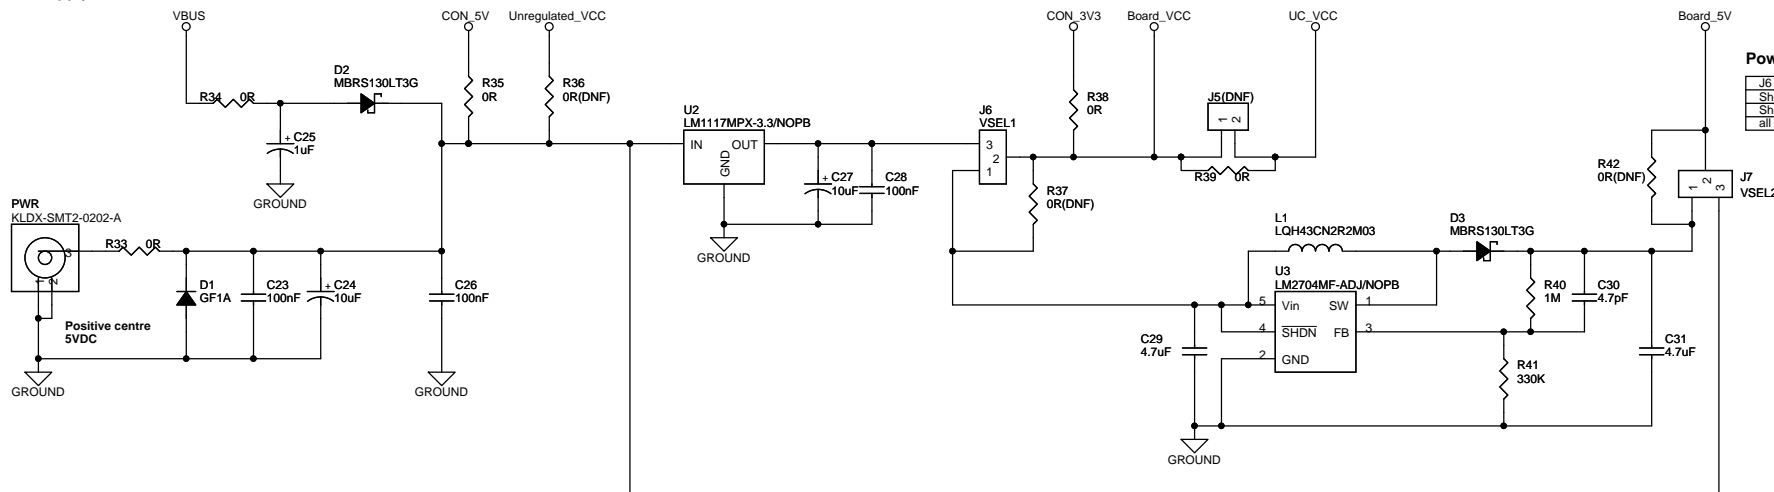 VBUS
CON_5V
Unregulated_VCC
CON_3V3
Board_VCC
UC_VCC
Board_5V
D2
MBRS130LT3G
R34 0R
C25
1uF
GROUND
R35
0R
R36
0R(DNF)
U2
LM1117MPX-3.3/NOPB
IN OUT
GND
C27
10uF
C28
100nF
GROUND
J6
VSEL1
3
2
1
R38
0R
J5(DNF)
1 2
R39 0R
R37
0R(DNF)
R42
0R(DNF)
J7
1 2 3
J6
all
PWR
KLDX-SMT2-0202-A
1 2
R33 0R
D1
GF1A
C23
100nF
C24
10uF
C26
100nF
Positive centre
5VDC
GROUND
GROUND
L1
LQH43CN2R2M03
D3
MBRS130LT3G
U3
LM2704MF-ADJ/NOPB
5 Vin SW 1
4 SHDN FB 3
2 GND
R40
1M
C30
4.7pF
C29
4.7uF
R41
330K
C31
4.7uF
GROUND